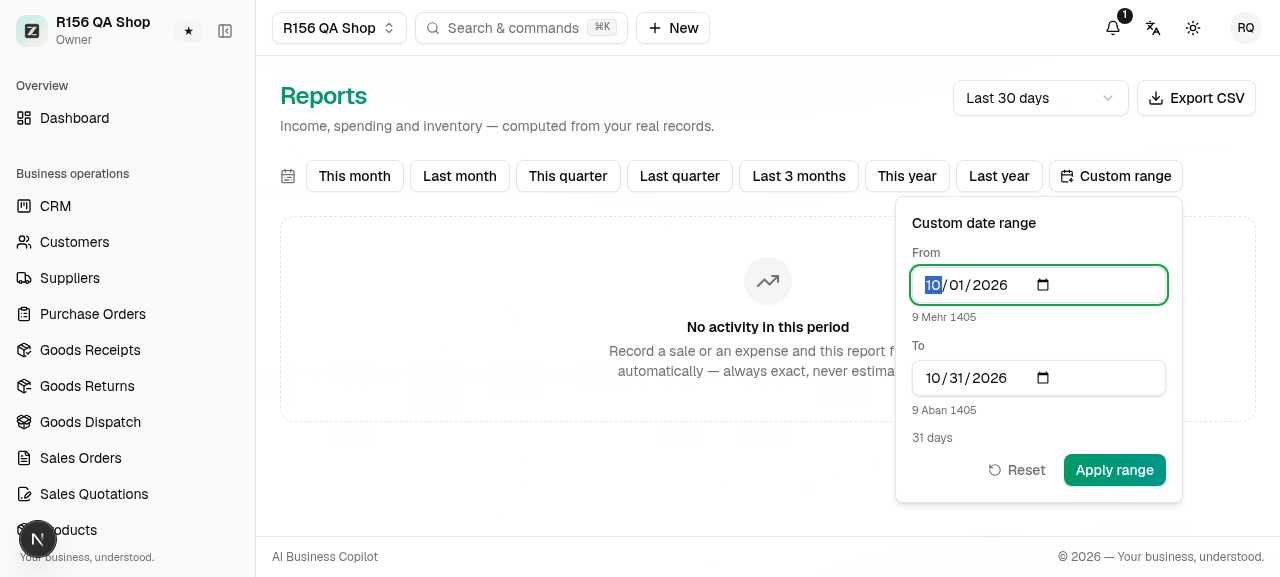 R156 QA Shop
Owner
Overview
Dashboard
Business operations
CRM
Customers
Suppliers
Purchase Orders
Goods Receipts
Goods Returns
Goods Dispatch
Sales Orders
Sales Quotations
oducts
Your business, understood.
N
R156 QA Shop
Search & commands
⌘K
New
1
RQ
Reports
Income, spending and inventory — computed from your real records.
Last 30 days
Export CSV
This month
Last month
This quarter
Last quarter
Last 3 months
This year
Last year
Custom range
No activity in this period
Record a sale or an expense and this report f
automatically — always exact, never estima
Custom date range
From
10/01/2026
9 Mehr 1405
To
10/31/2026
9 Aban 1405
31 days
Reset
Apply range
AI Business Copilot
© 2026 — Your business, understood.